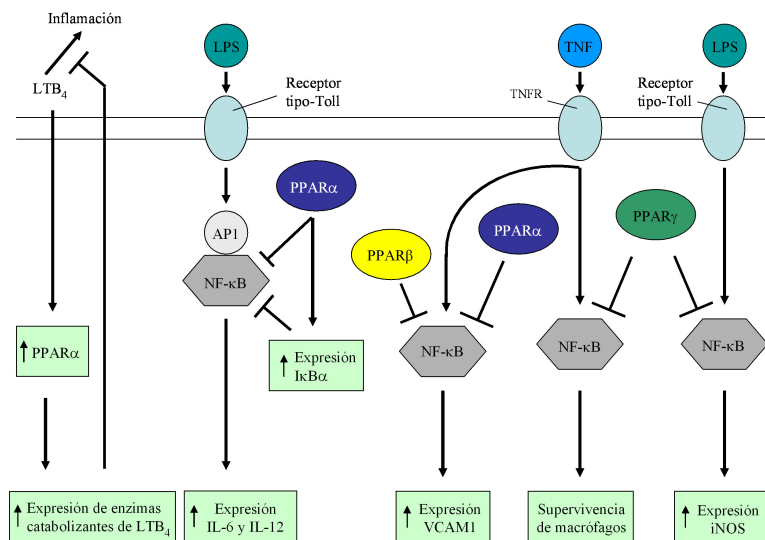 Inflamación
LTB4
LPS
Receptor
tipo-Toll
TNF
TNFR
LPS
Receptor
tipo-Toll
PPARα
AP1
NF-κB
PPARβ
PPARα
PPARγ
PPARα
Expresión
IκBα
NF-κB
NF-κB
NF-κB
Expresión de enzimas
catabolizantes de LTB4
Expresión
IL-6 y IL-12
Expresión
VCAM1
Supervivencia
de macrófagos
Expresión
iNOS